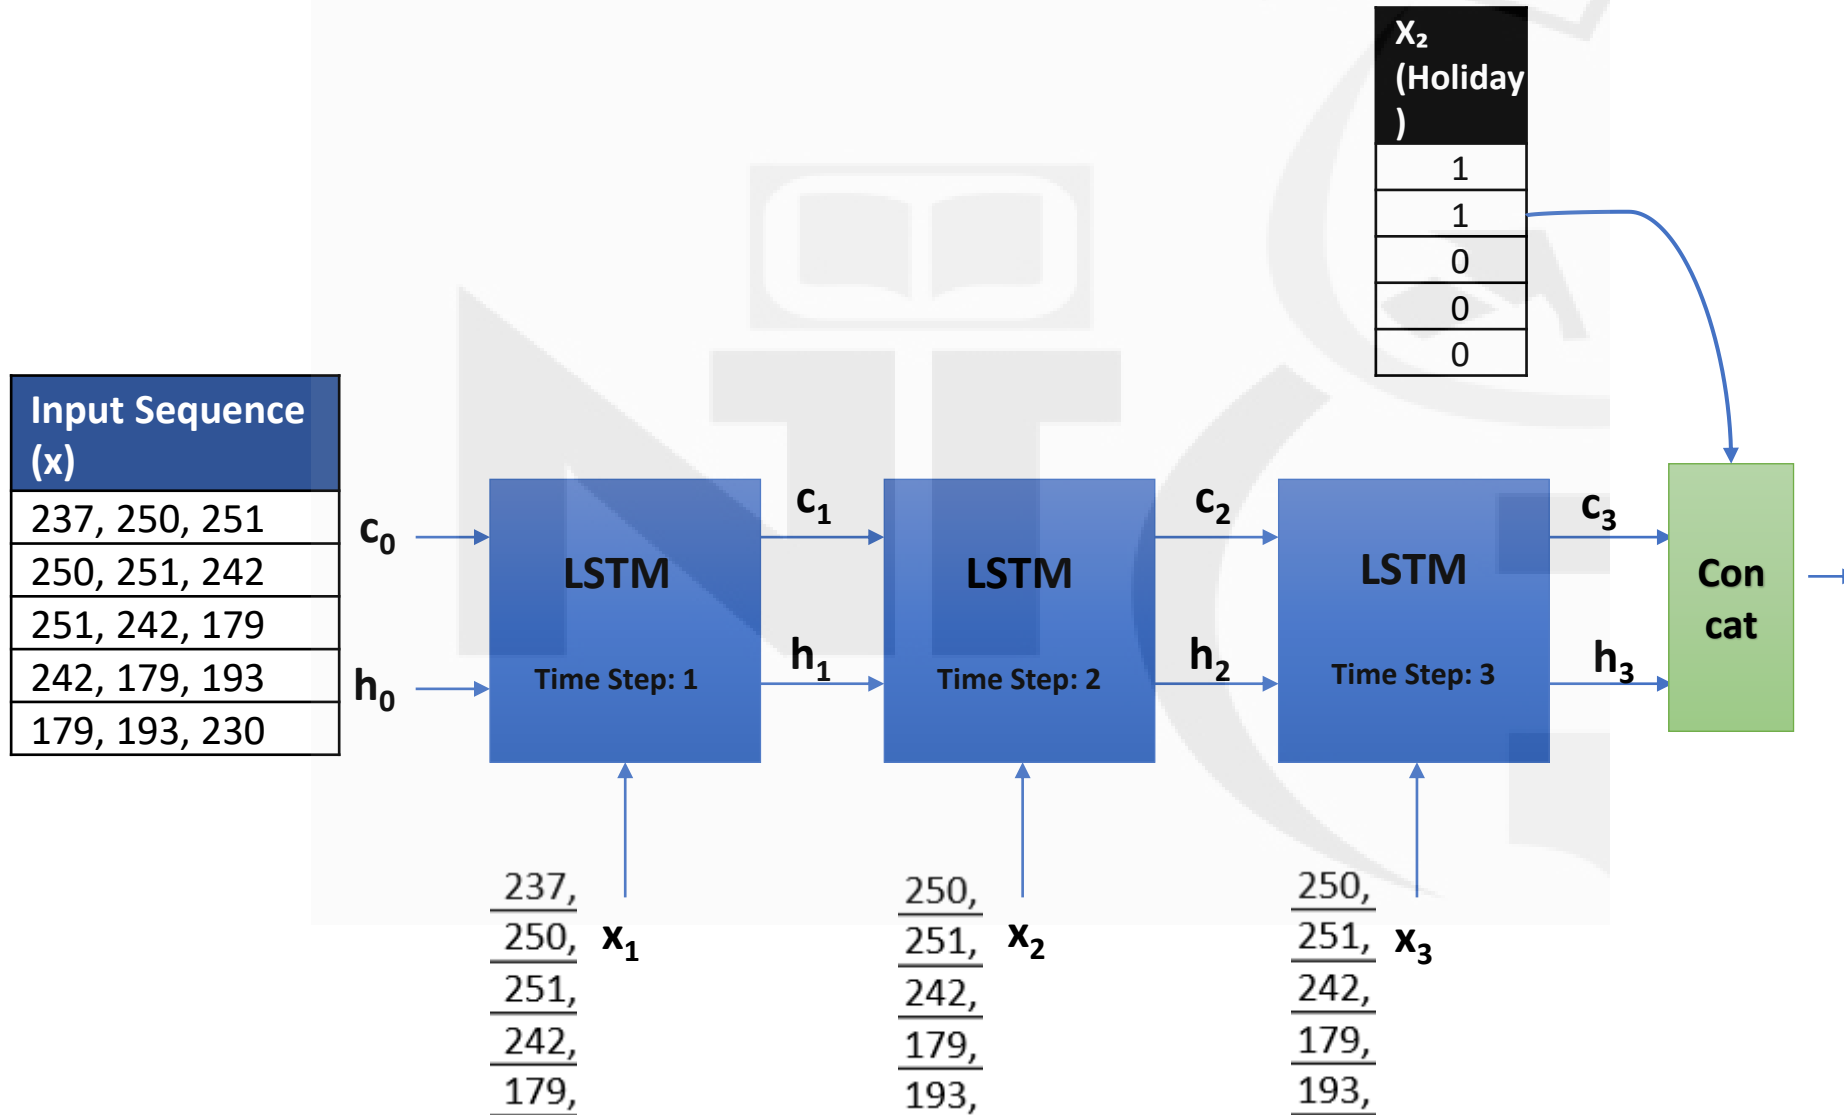 X₂
(Holiday
)
1
1
0
0
0
Input Sequence
(x)
237, 250, 251
250, 251, 242
251, 242, 179
242, 179, 193
179, 193, 230
c₀
h₀
LSTM
Time Step: 1
c₁
h₁
LSTM
Time Step: 2
c₂
h₂
LSTM
Time Step: 3
c₃
h₃
Con
cat
237,
250,
251,
242,
179,
x₁
250,
251,
242,
179,
193,
x₂
250,
251,
242,
179,
193,
x₃